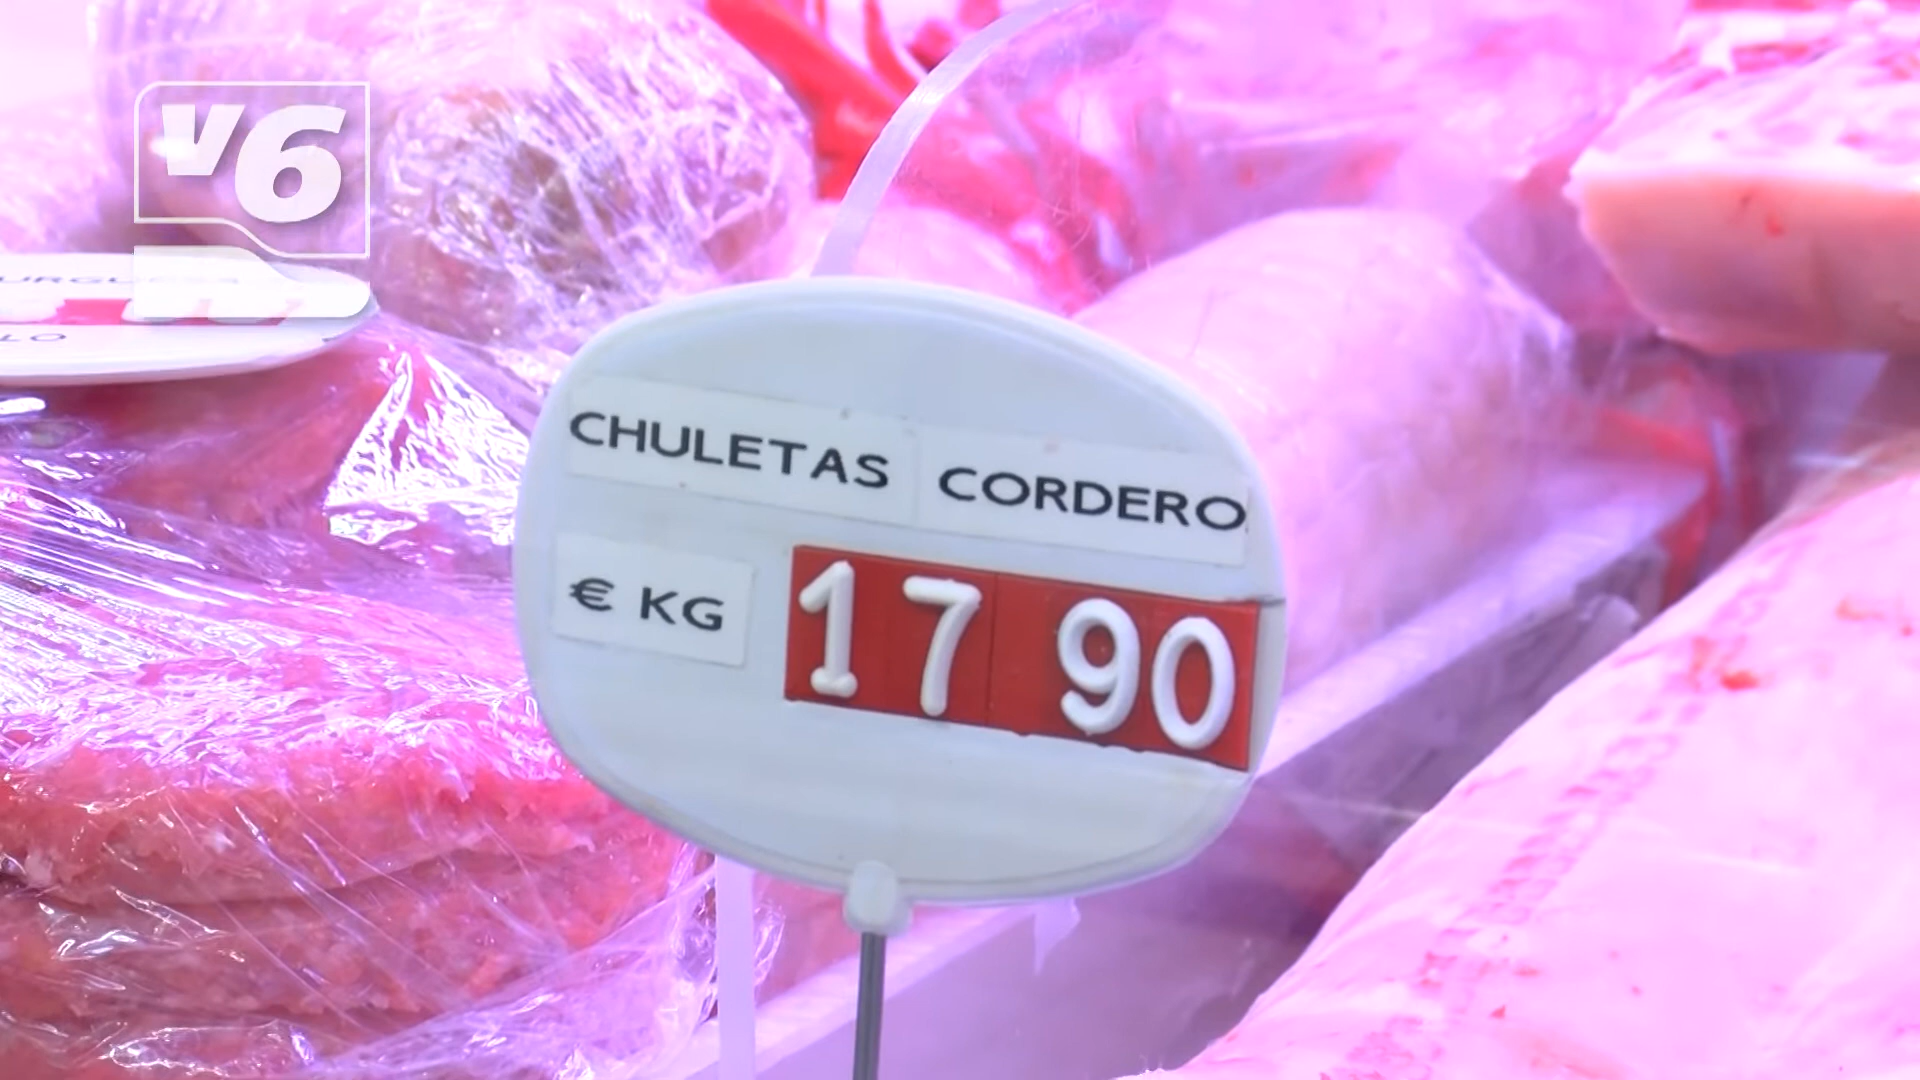 V6
CHULETAS CORDERO
€ KG 17 90